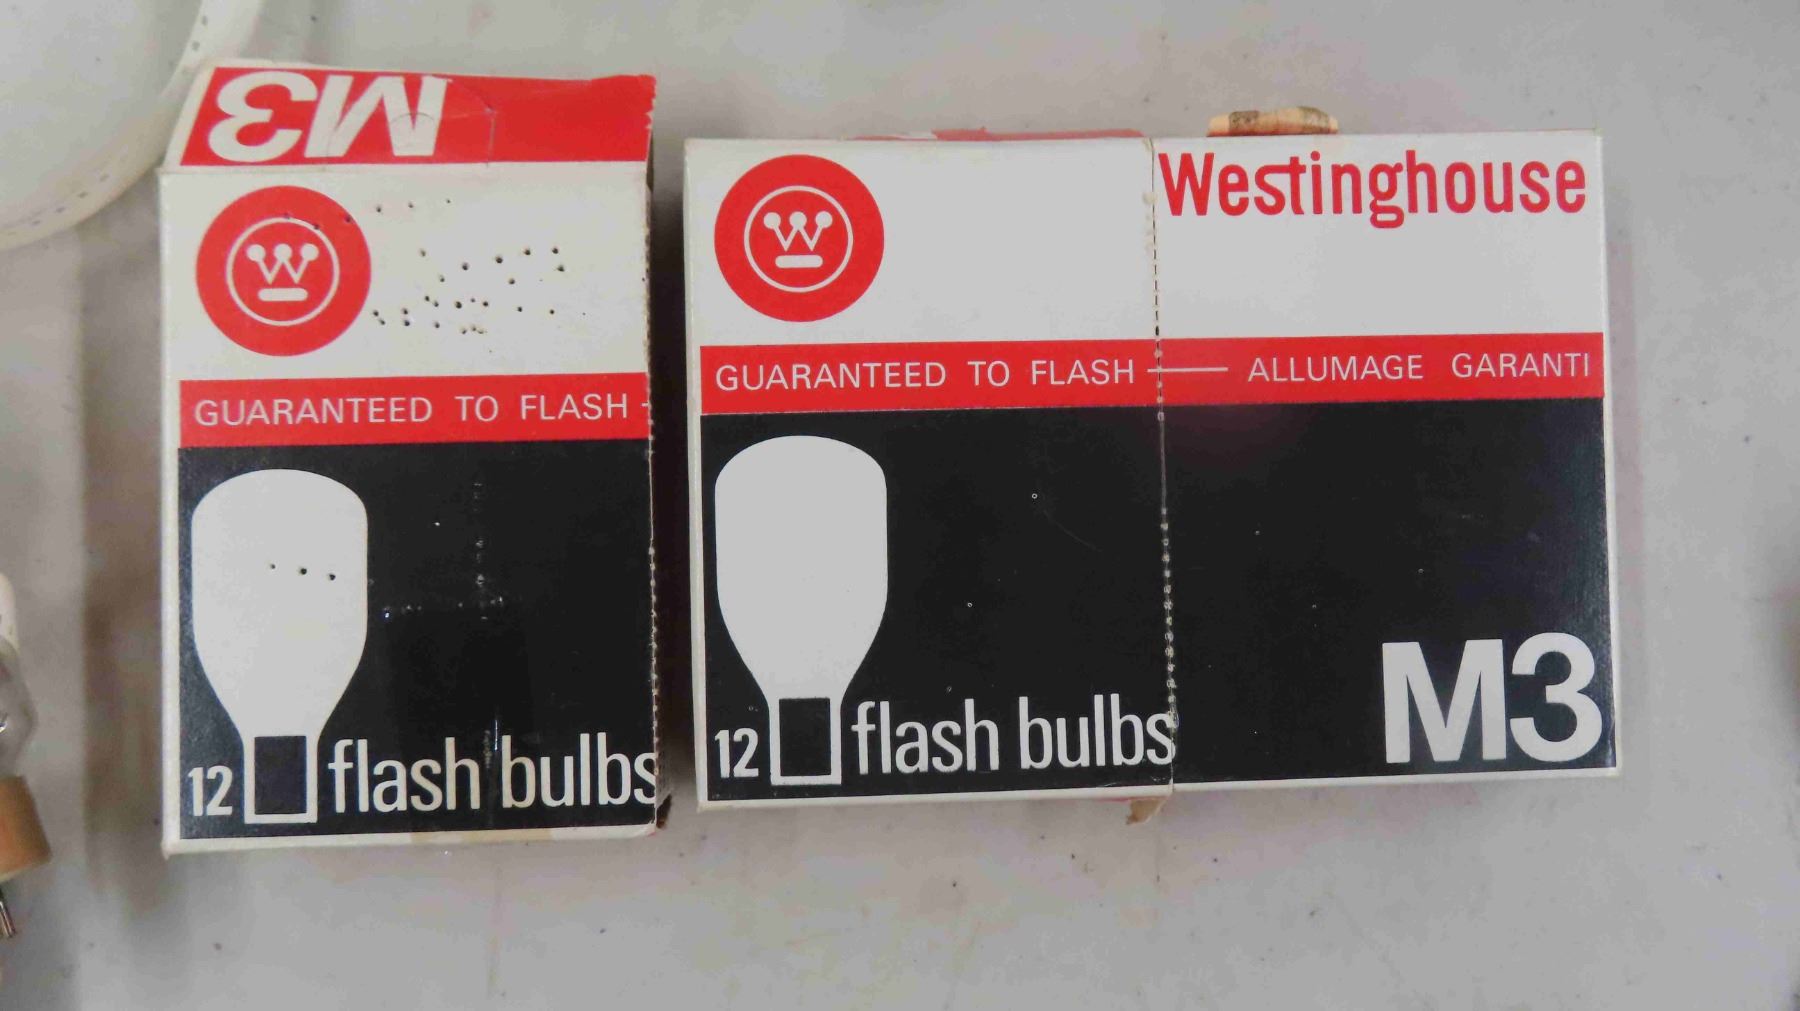 M3
W
GUARANTEED TO FLASH -
12 flash bulbs
W
Westinghouse
GUARANTEED TO FLASH — ALLUMAGE GARANTI
12 flash bulbs
M3